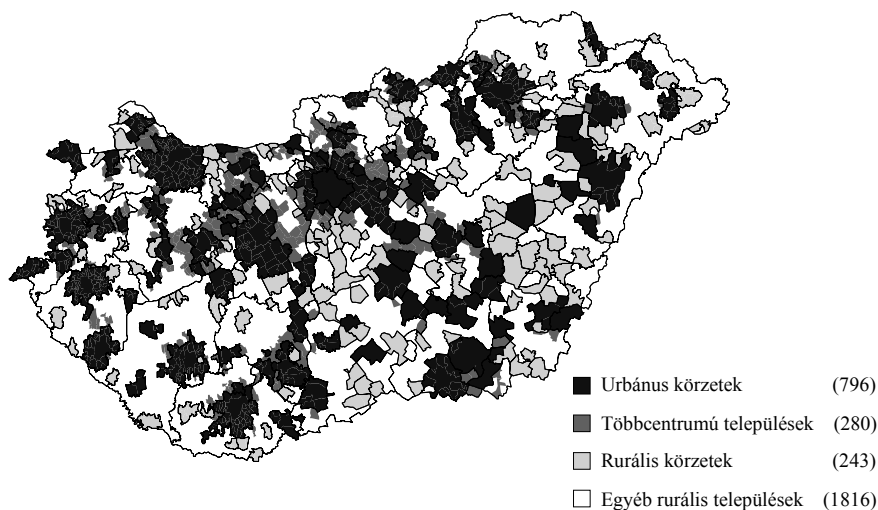 Urbánus körzetek (796)
Többcentrumú települések (280)
Rurális körzetek (243)
Egyéb rurális települések (1816)